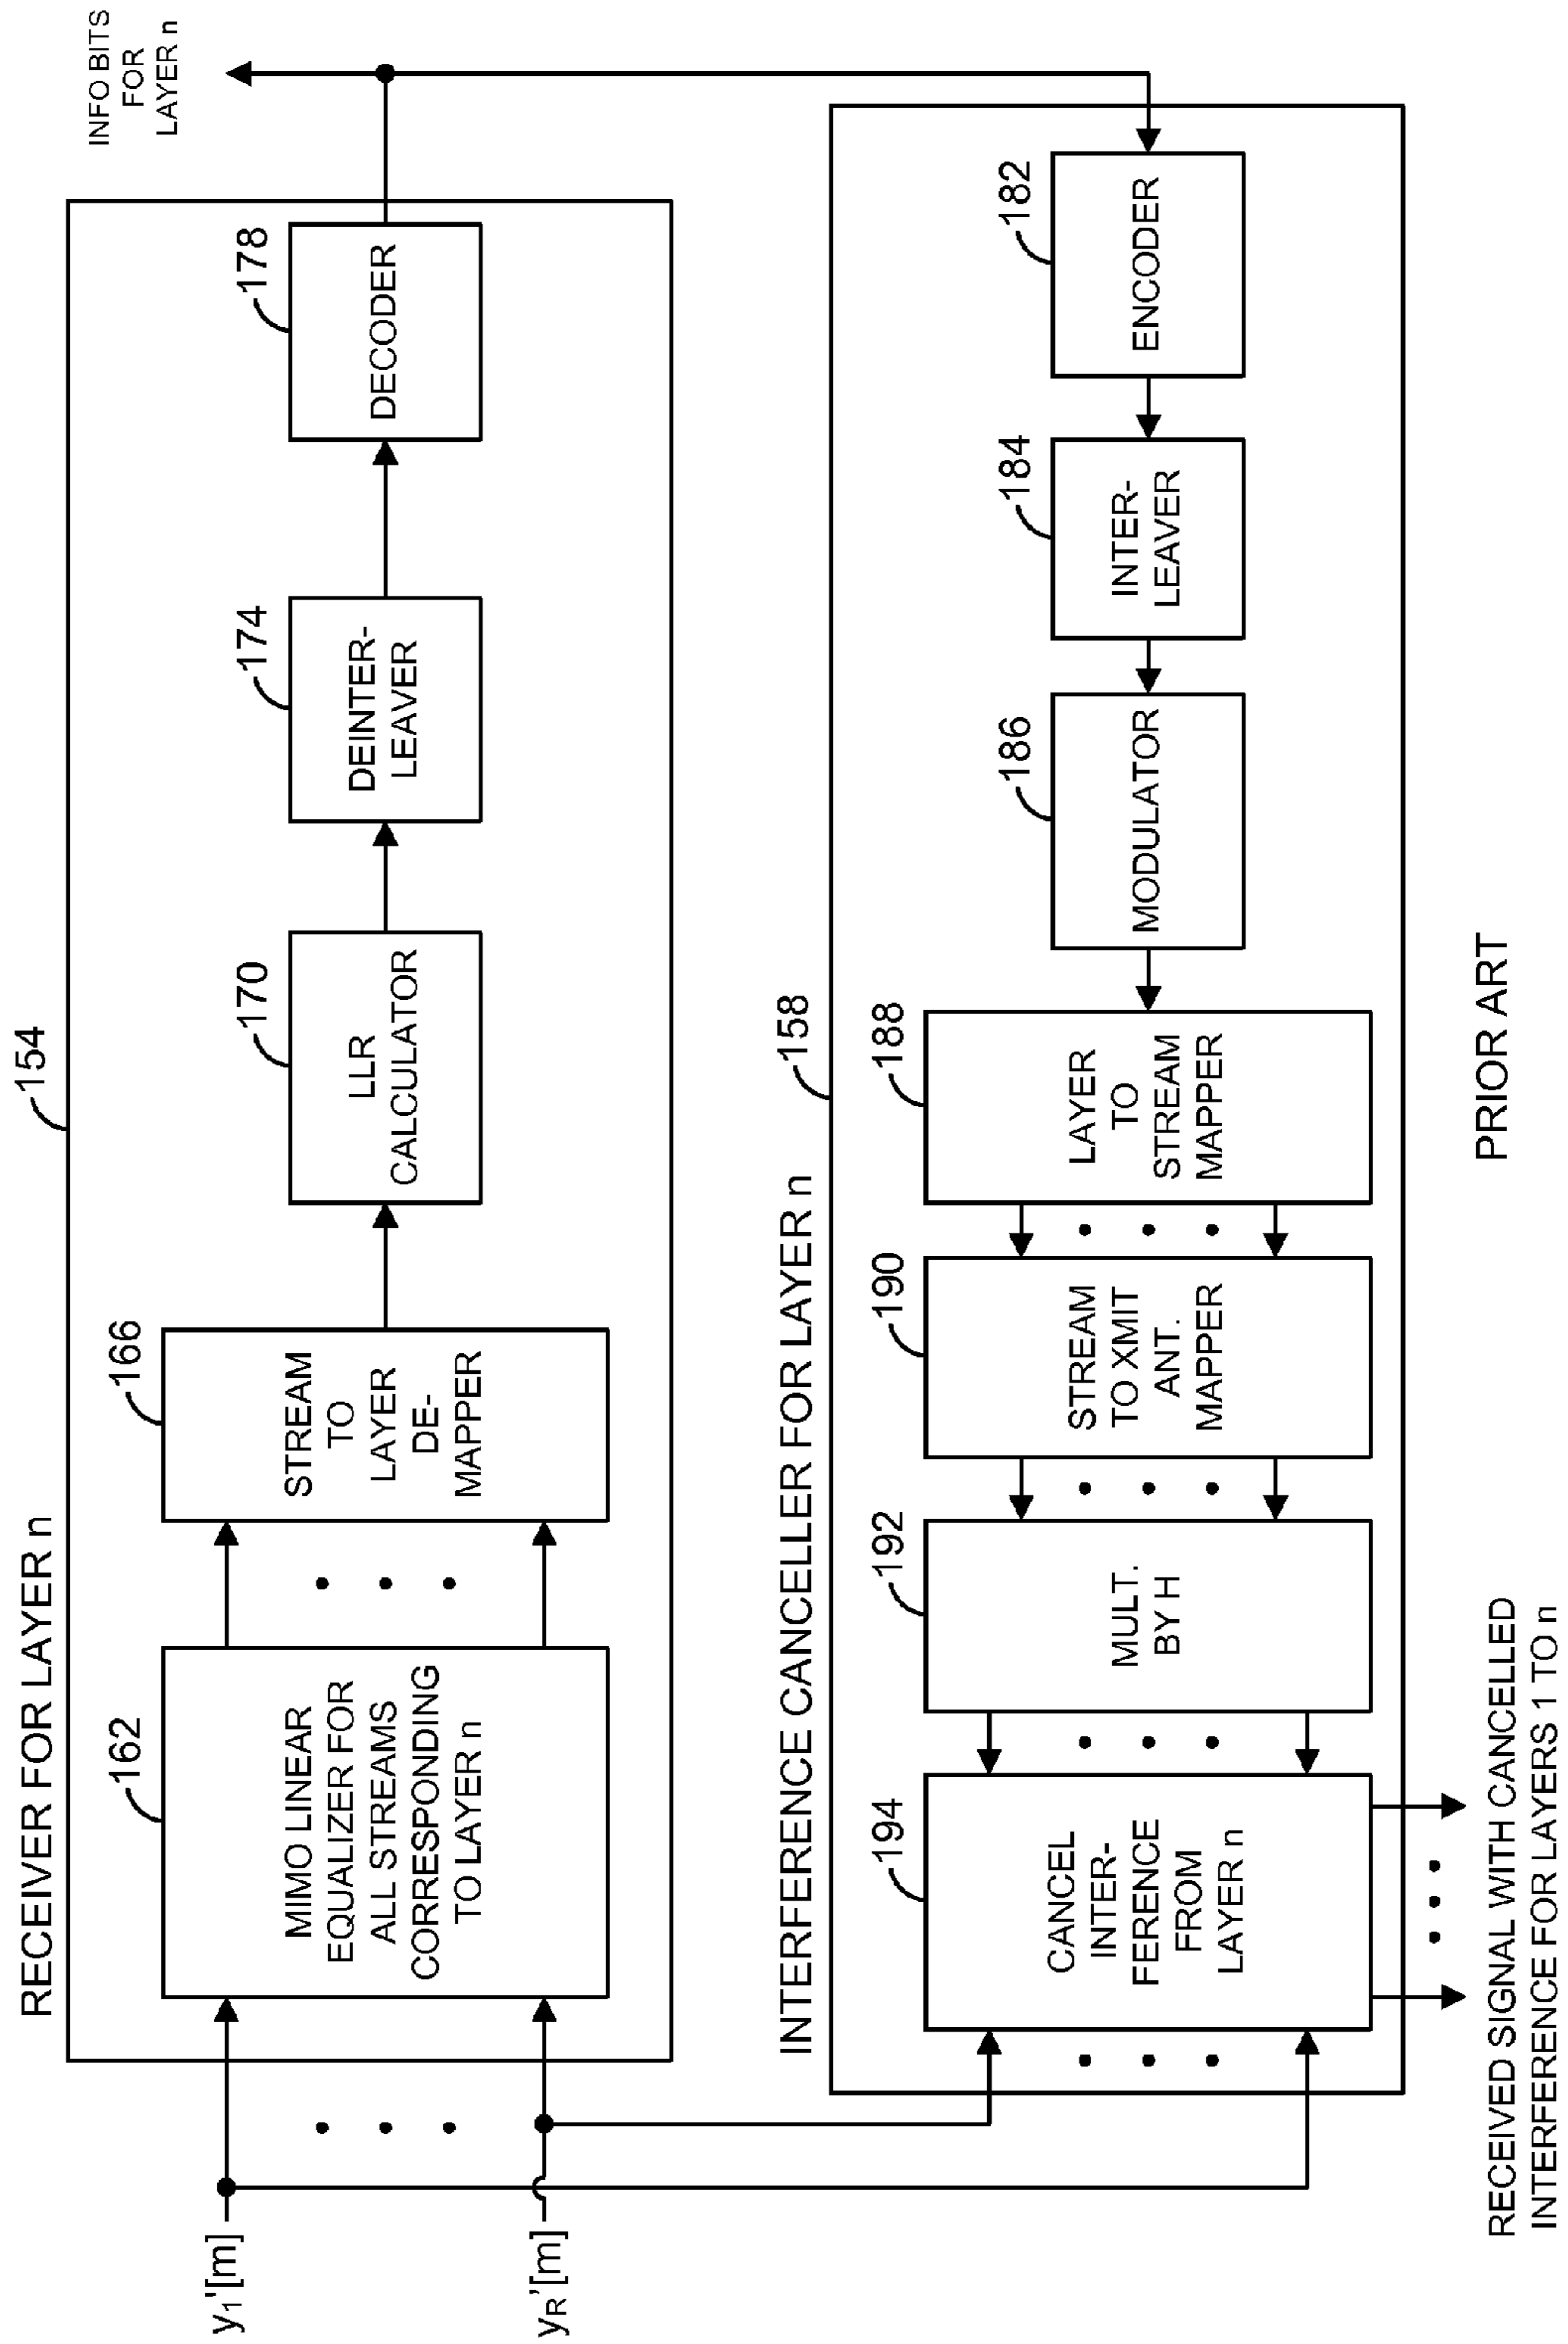 RECEIVER FOR LAYER n
154
y1'[m]
yR'[m]
162
MIMO LINEAR
EQUALIZER FOR
ALL STREAMS
CORRESPONDING
TO LAYER n
166
STREAM
TO
LAYER
DE-
MAPPER
170
LLR
CALCULATOR
174
DEINTER-
LEAVER
178
DECODER
INFO BITS
FOR
LAYER n
INTERFERENCE CANCELLER FOR LAYER n
158
194
CANCEL
INTER-
FERENCE
FROM
LAYER n
192
MULT.
BY H
190
STREAM
TO XMIT
ANT.
MAPPER
188
LAYER
TO
STREAM
MAPPER
186
MODULATOR
184
INTER-
LEAVER
182
ENCODER
RECEIVED SIGNAL WITH CANCELLED
INTERFERENCE FOR LAYERS 1 TO n
PRIOR ART